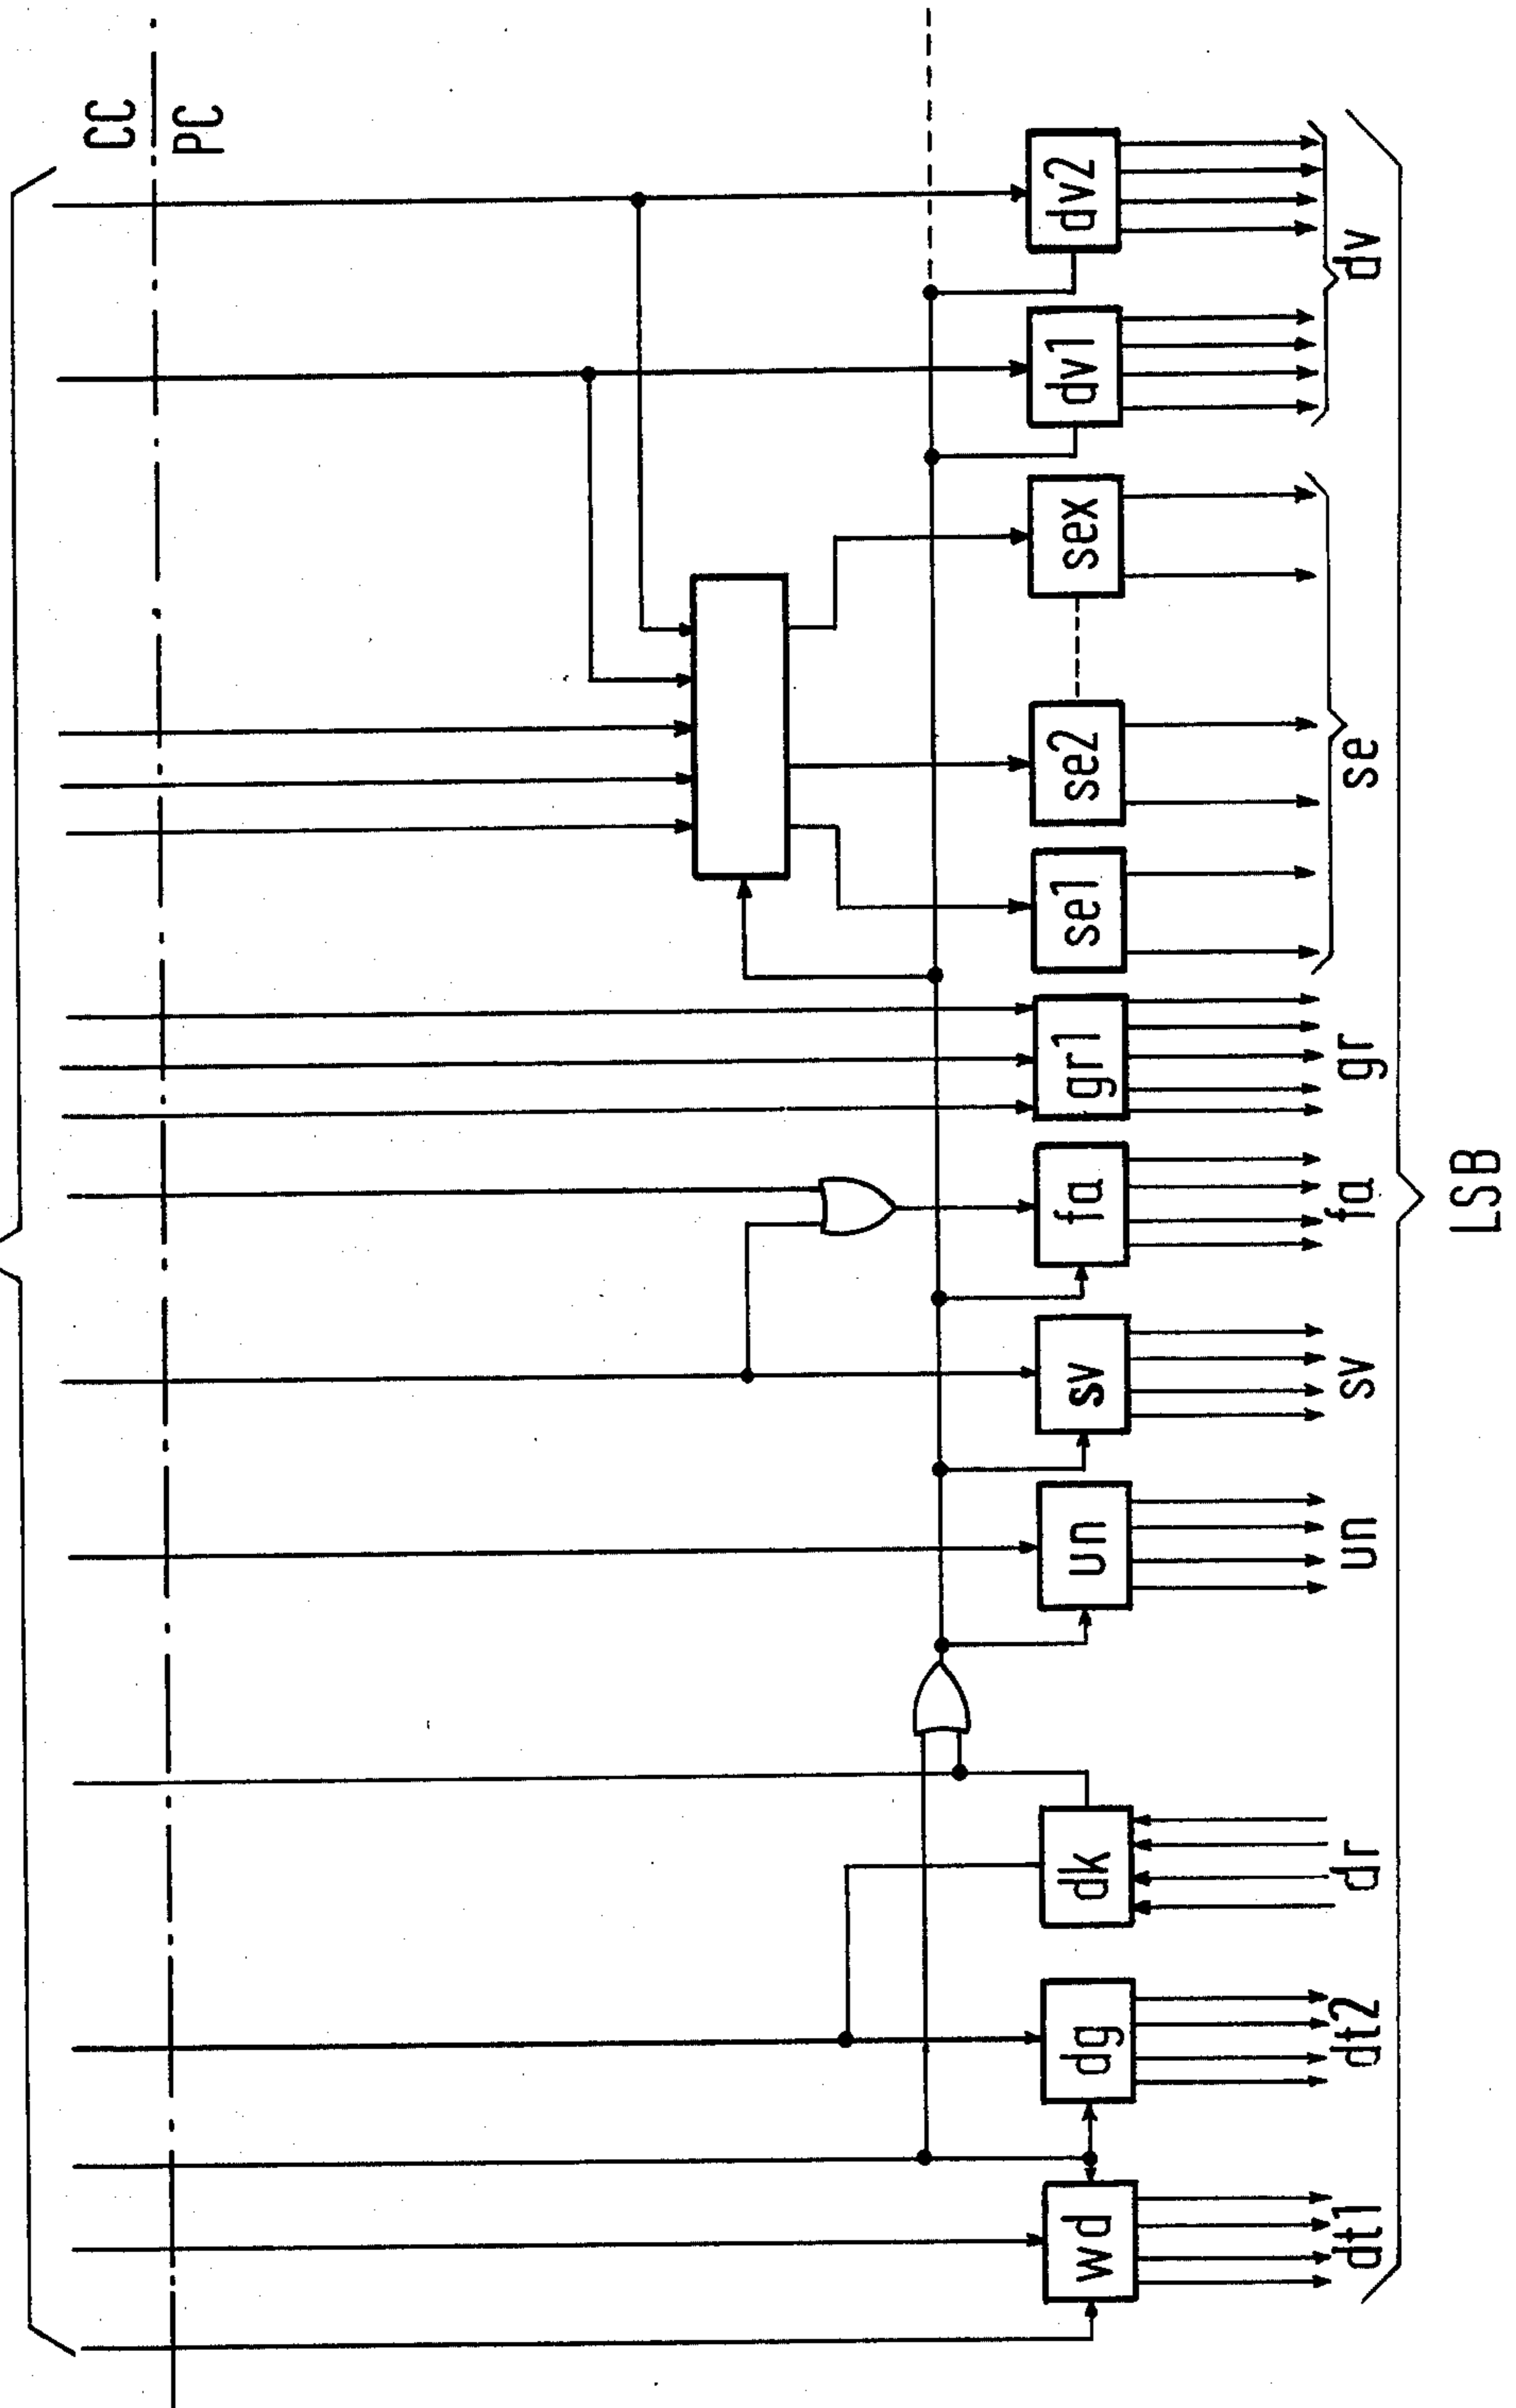 CC
PC
wd
dg
dk
un
sv
fa
gr1
se1
se2
sex
dv1
dv2
dt1
dt2
dr
un
sv
fa
gr
se
dv
LSB